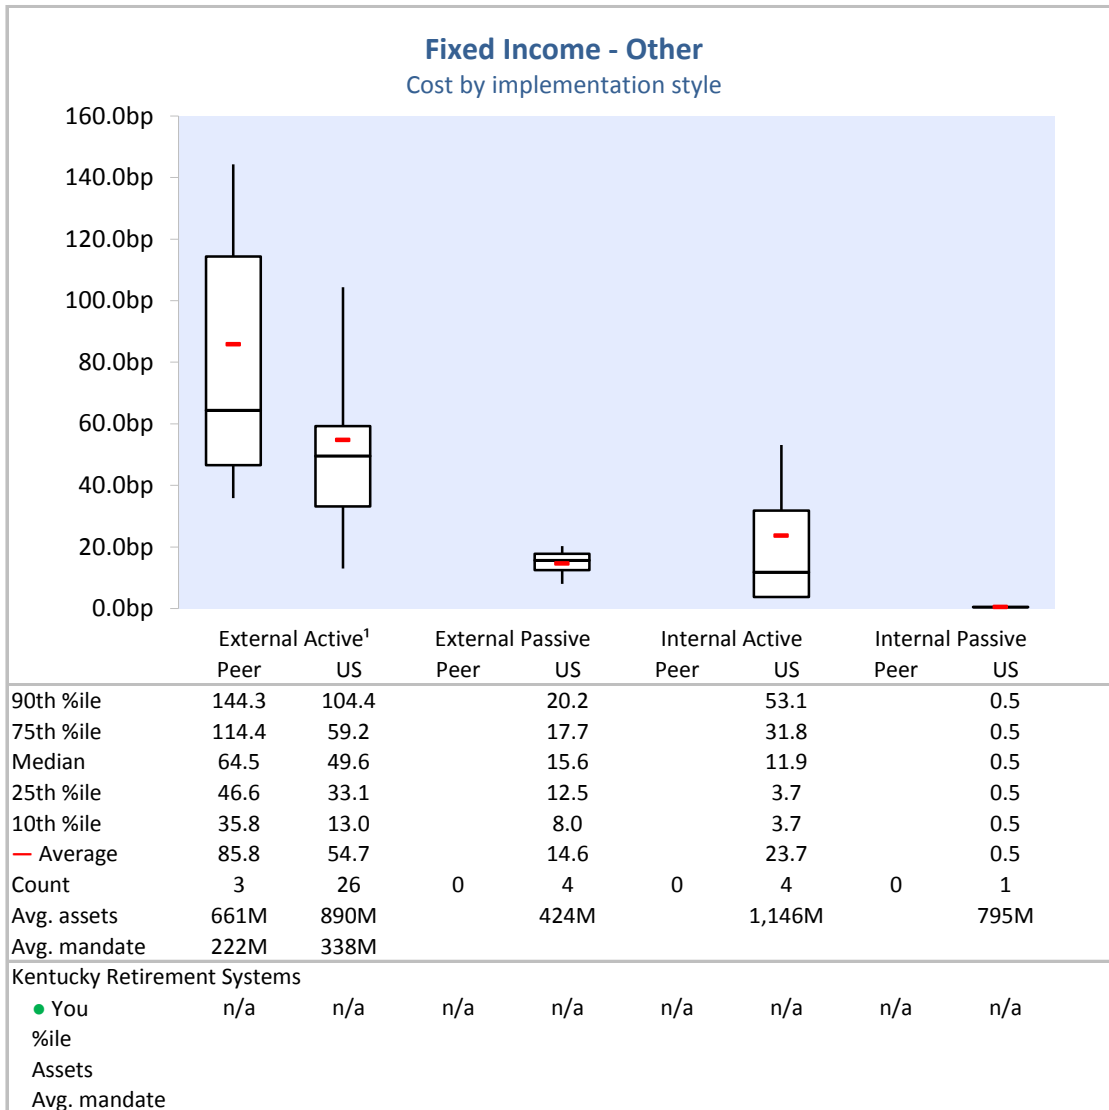 Fixed Income - Other
Cost by implementation style
160.0bp
140.0bp
120.0bp
100.0bp
80.0bp
60.0bp
40.0bp
20.0bp
0.0bp
External Active¹ External Passive Internal Active Internal Passive
Peer US Peer US Peer US Peer US
90th %ile 144.3 104.4 20.2 53.1 0.5
75th %ile 114.4 59.2 17.7 31.8 0.5
Median 64.5 49.6 15.6 11.9 0.5
25th %ile 46.6 33.1 12.5 3.7 0.5
10th %ile 35.8 13.0 8.0 3.7 0.5
— Average 85.8 54.7 14.6 23.7 0.5
Count 3 26 0 4 0 4 0 1
Avg. assets 661M 890M 424M 1,146M 795M
Avg. mandate 222M 338M
Kentucky Retirement Systems
● You n/a n/a n/a n/a n/a n/a n/a n/a
%ile
Assets
Avg. mandate